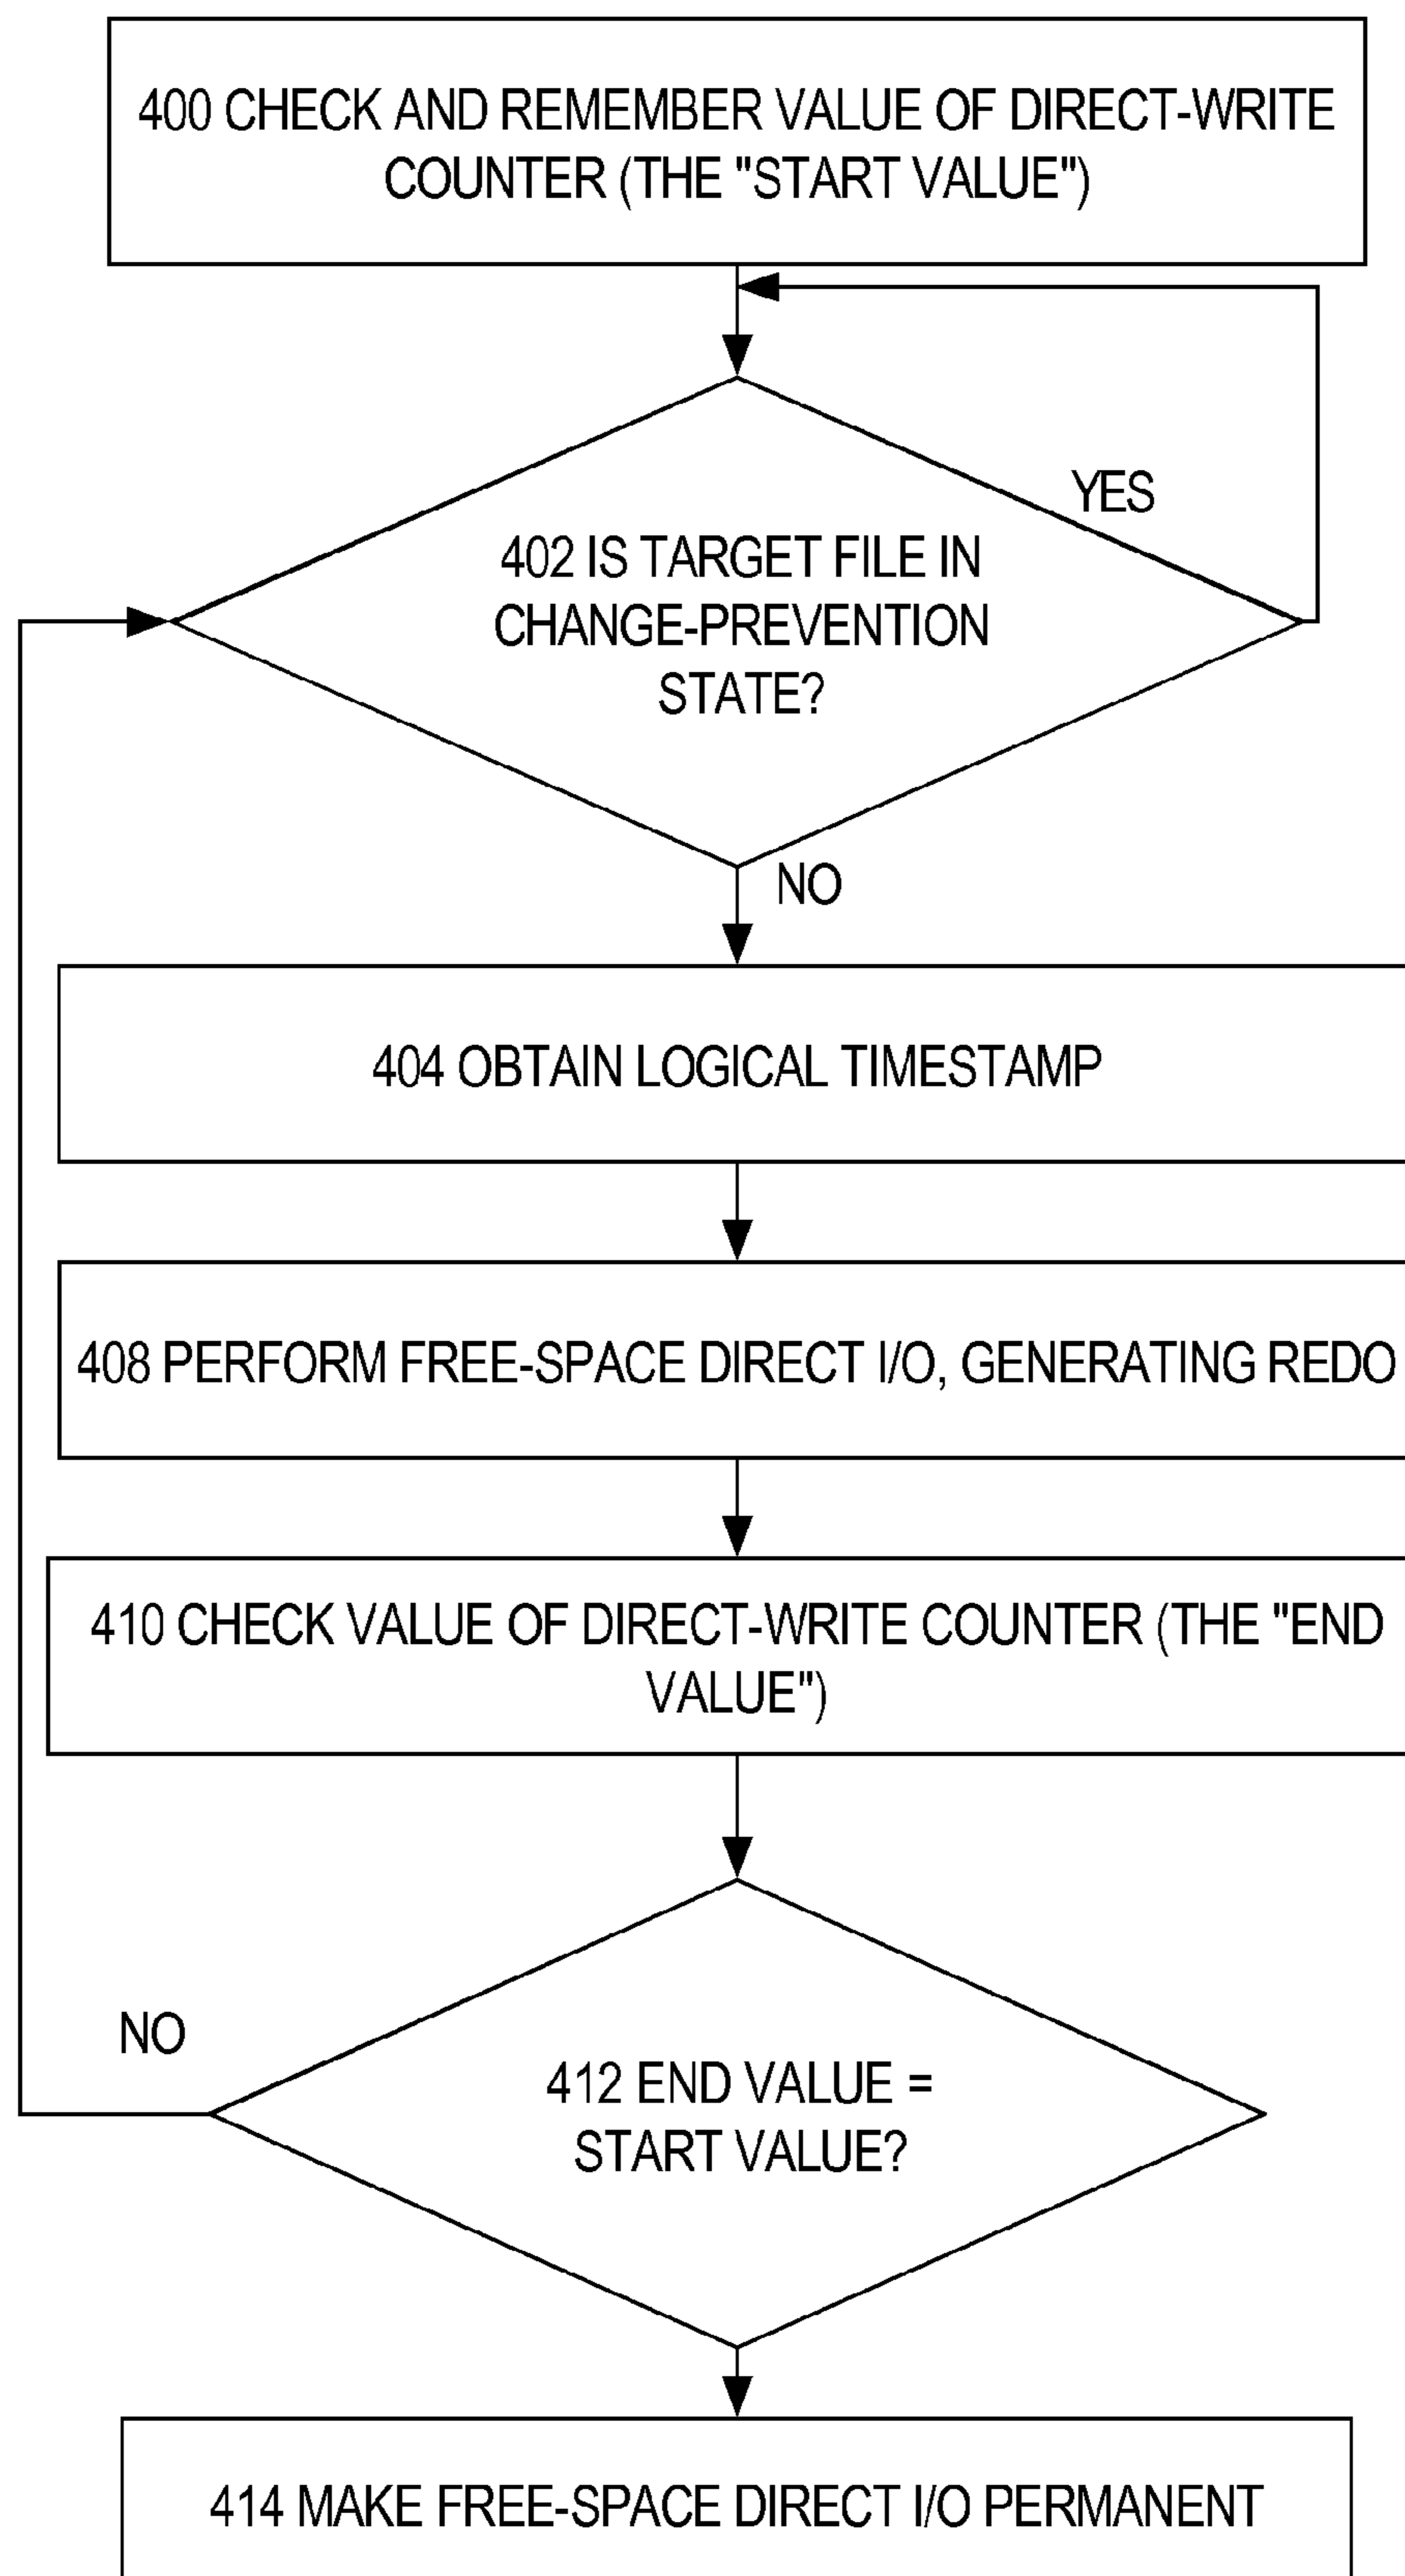 400 CHECK AND REMEMBER VALUE OF DIRECT-WRITE
COUNTER (THE "START VALUE")
YES
402 IS TARGET FILE IN
CHANGE-PREVENTION
STATE?
NO
404 OBTAIN LOGICAL TIMESTAMP
408 PERFORM FREE-SPACE DIRECT I/O, GENERATING REDO
410 CHECK VALUE OF DIRECT-WRITE COUNTER (THE "END
VALUE")
NO
412 END VALUE =
START VALUE?
414 MAKE FREE-SPACE DIRECT I/O PERMANENT